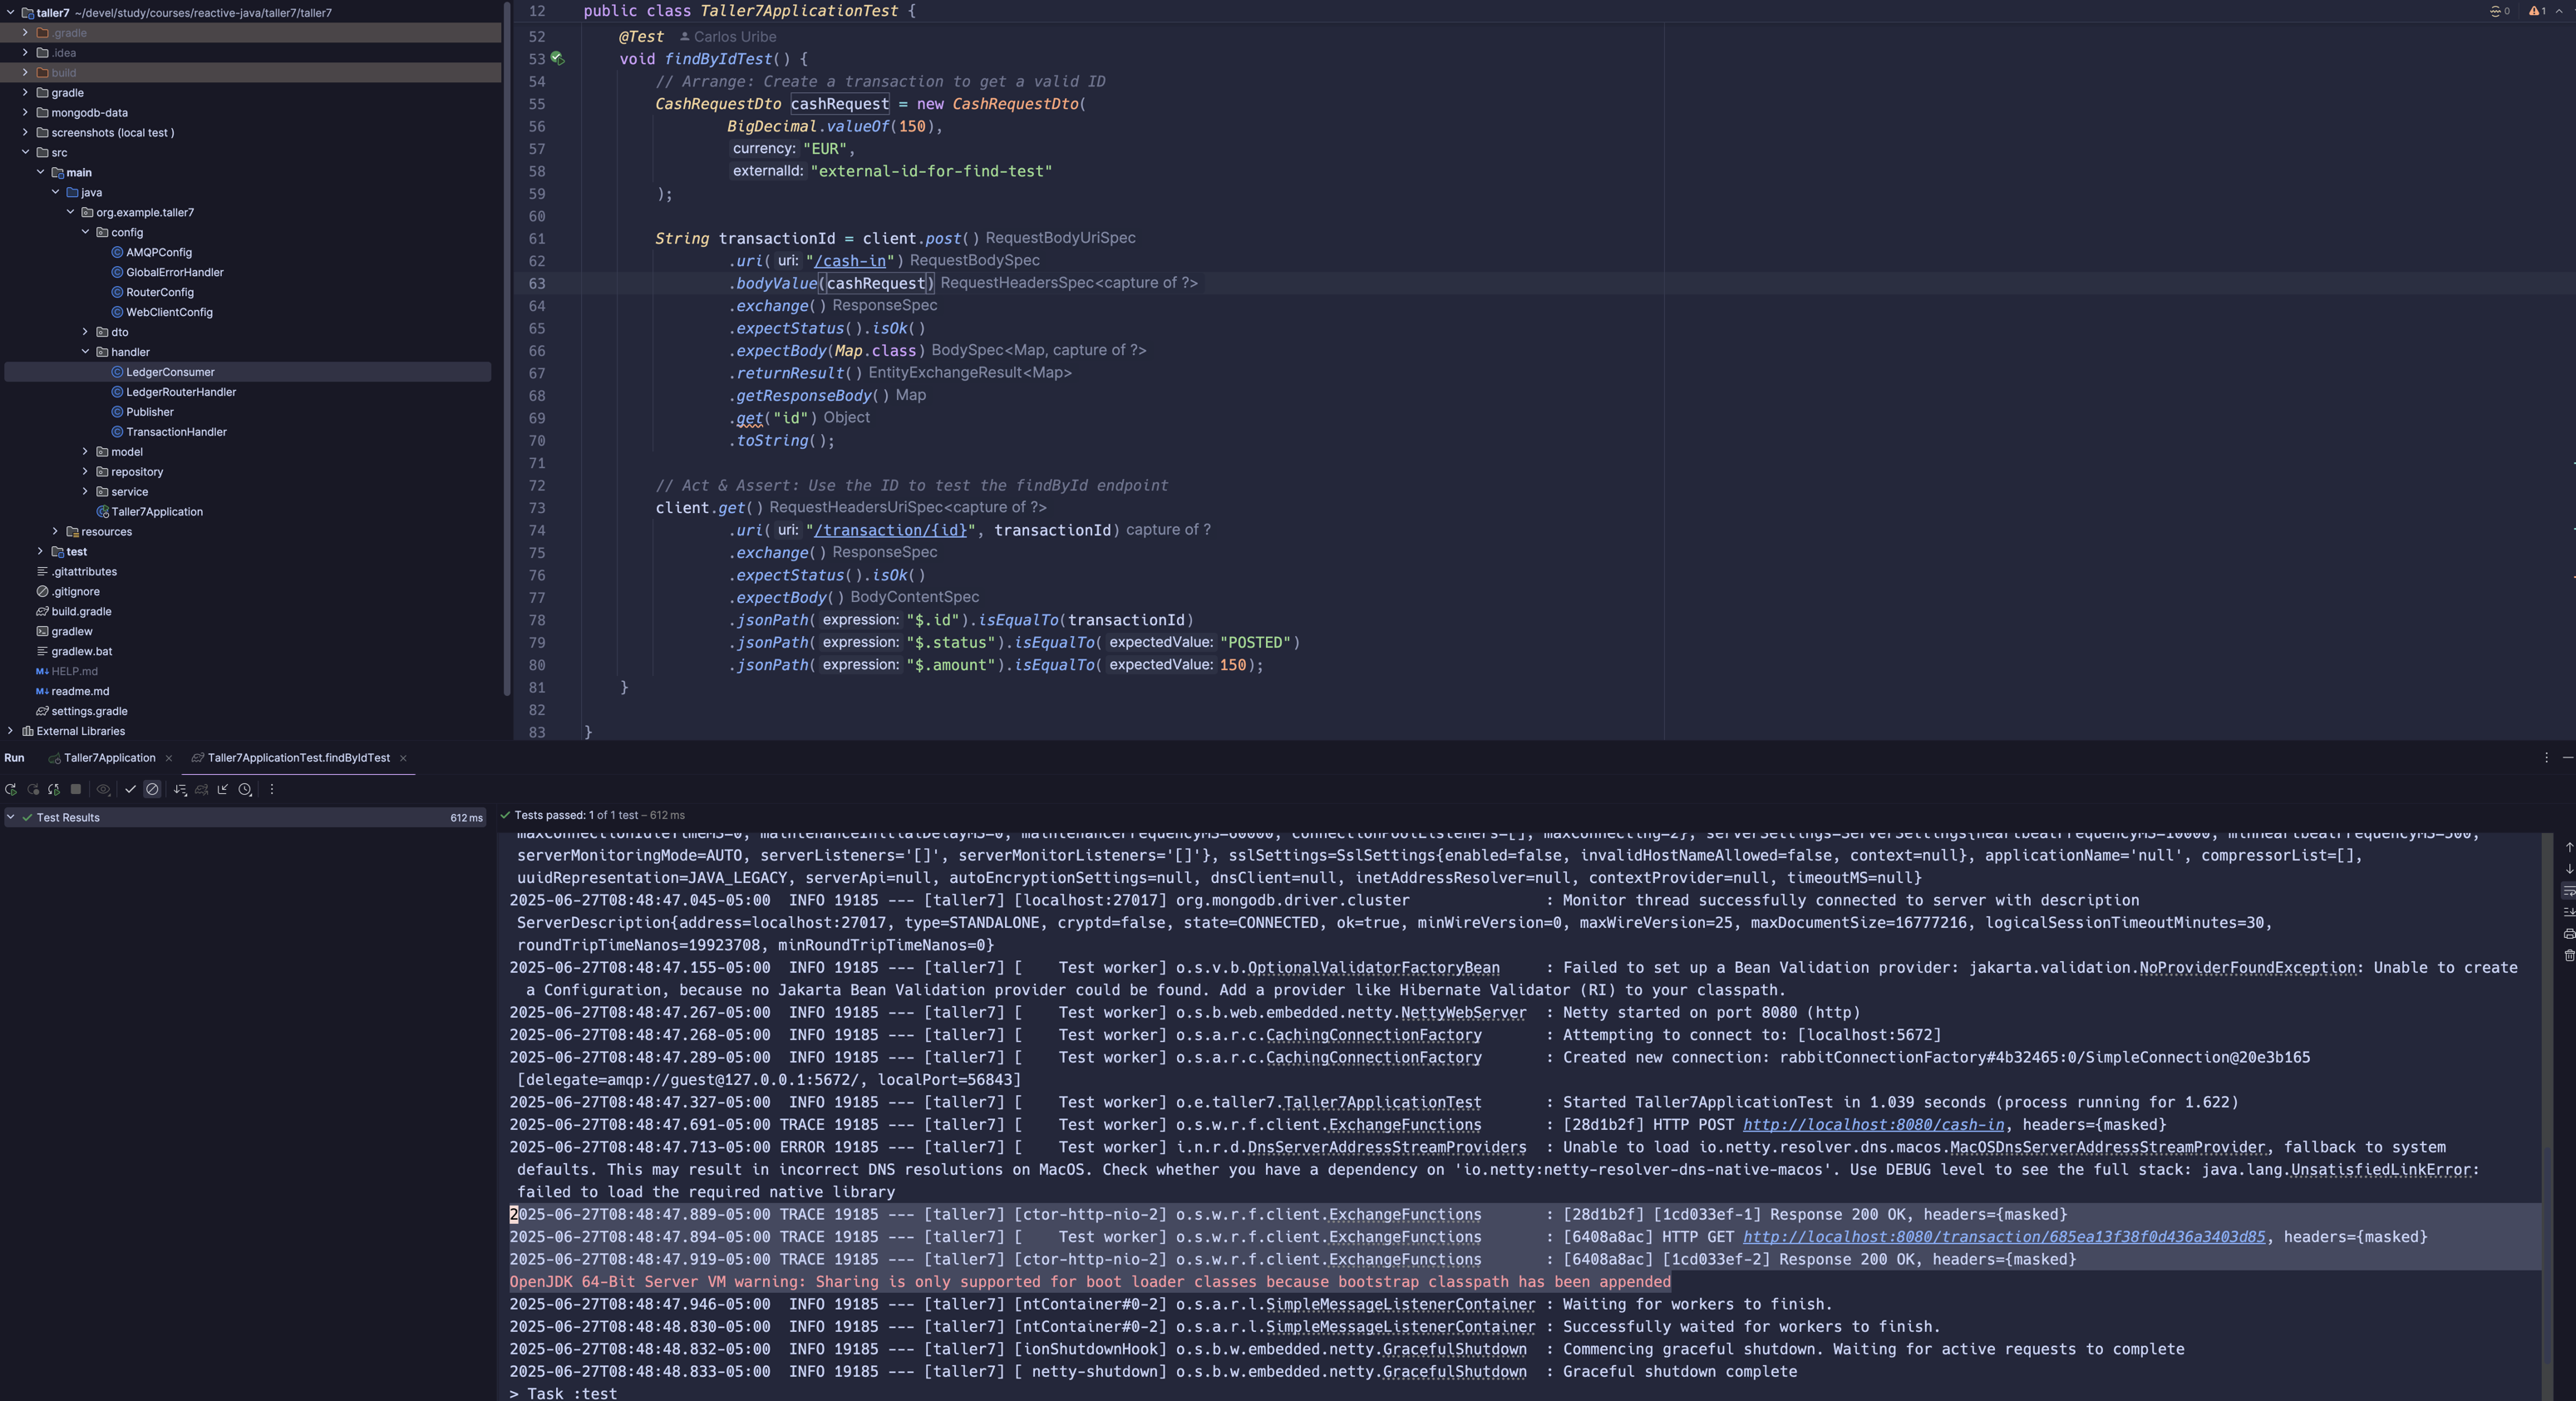 taller7 ~/devel/study/courses/reactive-java/taller7/taller7
.gradle
.idea
build
gradle
mongodb-data
screenshots (local test )
src
main
java
org.example.taller7
config
AMQPConfig
GlobalErrorHandler
RouterConfig
WebClientConfig
dto
handler
LedgerConsumer
LedgerRouterHandler
Publisher
TransactionHandler
model
repository
service
Taller7Application
resources
test
.gitattributes
.gitignore
build.gradle
gradlew
gradlew.bat
M↓ HELP.md
M↓ readme.md
settings.gradle
External Libraries
0 1
12 public class Taller7ApplicationTest {
52 @Test Carlos Uribe
53 void findByIdTest() {
54 // Arrange: Create a transaction to get a valid ID
55 CashRequestDto cashRequest = new CashRequestDto(
56 BigDecimal.valueOf(150),
57 currency: "EUR",
58 externalId: "external-id-for-find-test"
59 );
60
61 String transactionId = client.post() RequestBodyUriSpec
62 .uri( uri: "/cash-in") RequestBodySpec
63 .bodyValue(cashRequest) RequestHeadersSpec<capture of ?>
64 .exchange() ResponseSpec
65 .expectStatus().isOk()
66 .expectBody(Map.class) BodySpec<Map, capture of ?>
67 .returnResult() EntityExchangeResult<Map>
68 .getResponseBody() Map
69 .get("id") Object
70 .toString();
71
72 // Act & Assert: Use the ID to test the findById endpoint
73 client.get() RequestHeadersUriSpec<capture of ?>
74 .uri( uri: "/transaction/{id}", transactionId) capture of ?
75 .exchange() ResponseSpec
76 .expectStatus().isOk()
77 .expectBody() BodyContentSpec
78 .jsonPath( expression: "$.id").isEqualTo(transactionId)
79 .jsonPath( expression: "$.status").isEqualTo( expectedValue: "POSTED")
80 .jsonPath( expression: "$.amount").isEqualTo( expectedValue: 150);
81 }
82
83 }
Run Taller7Application × Taller7ApplicationTest.findByIdTest ×
Test Results 612 ms
Tests passed: 1 of 1 test – 612 ms
maxConnectionIdleTimeMS=0, maintenanceInitialDelayMS=0, maintenanceFrequencyMS=60000, connectionPoolListeners=[], maxConnecting=2}, serverSettings=ServerSettings{heartbeatFrequencyMS=10000, minHeartbeatFrequencyMS=500,
serverMonitoringMode=AUTO, serverListeners='[]', serverMonitorListeners='[]'}, sslSettings=SslSettings{enabled=false, invalidHostNameAllowed=false, context=null}, applicationName='null', compressorList=[],
uuidRepresentation=JAVA_LEGACY, serverApi=null, autoEncryptionSettings=null, dnsClient=null, inetAddressResolver=null, contextProvider=null, timeoutMS=null}
2025-06-27T08:48:47.045-05:00  INFO 19185 --- [taller7] [localhost:27017] org.mongodb.driver.cluster : Monitor thread successfully connected to server with description
ServerDescription{address=localhost:27017, type=STANDALONE, cryptd=false, state=CONNECTED, ok=true, minWireVersion=0, maxWireVersion=25, maxDocumentSize=16777216, logicalSessionTimeoutMinutes=30,
roundTripTimeNanos=19923708, minRoundTripTimeNanos=0}
2025-06-27T08:48:47.155-05:00  INFO 19185 --- [taller7] [    Test worker] o.s.v.b.OptionalValidatorFactoryBean : Failed to set up a Bean Validation provider: jakarta.validation.NoProviderFoundException: Unable to create
a Configuration, because no Jakarta Bean Validation provider could be found. Add a provider like Hibernate Validator (RI) to your classpath.
2025-06-27T08:48:47.267-05:00  INFO 19185 --- [taller7] [    Test worker] o.s.b.web.embedded.netty.NettyWebServer : Netty started on port 8080 (http)
2025-06-27T08:48:47.268-05:00  INFO 19185 --- [taller7] [    Test worker] o.s.a.r.c.CachingConnectionFactory : Attempting to connect to: [localhost:5672]
2025-06-27T08:48:47.289-05:00  INFO 19185 --- [taller7] [    Test worker] o.s.a.r.c.CachingConnectionFactory : Created new connection: rabbitConnectionFactory#4b32465:0/SimpleConnection@20e3b165
[delegate=amqp://guest@127.0.0.1:5672/, localPort=56843]
2025-06-27T08:48:47.327-05:00  INFO 19185 --- [taller7] [    Test worker] o.e.taller7.Taller7ApplicationTest : Started Taller7ApplicationTest in 1.039 seconds (process running for 1.622)
2025-06-27T08:48:47.691-05:00 TRACE 19185 --- [taller7] [    Test worker] o.s.w.r.f.client.ExchangeFunctions : [28d1b2f] HTTP POST http://localhost:8080/cash-in, headers={masked}
2025-06-27T08:48:47.713-05:00 ERROR 19185 --- [taller7] [    Test worker] i.n.r.d.DnsServerAddressStreamProviders : Unable to load io.netty.resolver.dns.macos.MacOSDnsServerAddressStreamProvider, fallback to system
defaults. This may result in incorrect DNS resolutions on MacOS. Check whether you have a dependency on 'io.netty:netty-resolver-dns-native-macos'. Use DEBUG level to see the full stack: java.lang.UnsatisfiedLinkError:
failed to load the required native library
2025-06-27T08:48:47.889-05:00 TRACE 19185 --- [taller7] [ctor-http-nio-2] o.s.w.r.f.client.ExchangeFunctions : [28d1b2f] [1cd033ef-1] Response 200 OK, headers={masked}
2025-06-27T08:48:47.894-05:00 TRACE 19185 --- [taller7] [    Test worker] o.s.w.r.f.client.ExchangeFunctions : [6408a8ac] HTTP GET http://localhost:8080/transaction/685ea13f38f0d436a3403d85, headers={masked}
2025-06-27T08:48:47.919-05:00 TRACE 19185 --- [taller7] [ctor-http-nio-2] o.s.w.r.f.client.ExchangeFunctions : [6408a8ac] [1cd033ef-2] Response 200 OK, headers={masked}
OpenJDK 64-Bit Server VM warning: Sharing is only supported for boot loader classes because bootstrap classpath has been appended
2025-06-27T08:48:47.946-05:00  INFO 19185 --- [taller7] [ntContainer#0-2] o.s.a.r.l.SimpleMessageListenerContainer : Waiting for workers to finish.
2025-06-27T08:48:48.830-05:00  INFO 19185 --- [taller7] [ntContainer#0-2] o.s.a.r.l.SimpleMessageListenerContainer : Successfully waited for workers to finish.
2025-06-27T08:48:48.832-05:00  INFO 19185 --- [taller7] [ionShutdownHook] o.s.b.w.embedded.netty.GracefulShutdown : Commencing graceful shutdown. Waiting for active requests to complete
2025-06-27T08:48:48.833-05:00  INFO 19185 --- [taller7] [ netty-shutdown] o.s.b.w.embedded.netty.GracefulShutdown : Graceful shutdown complete
> Task :test